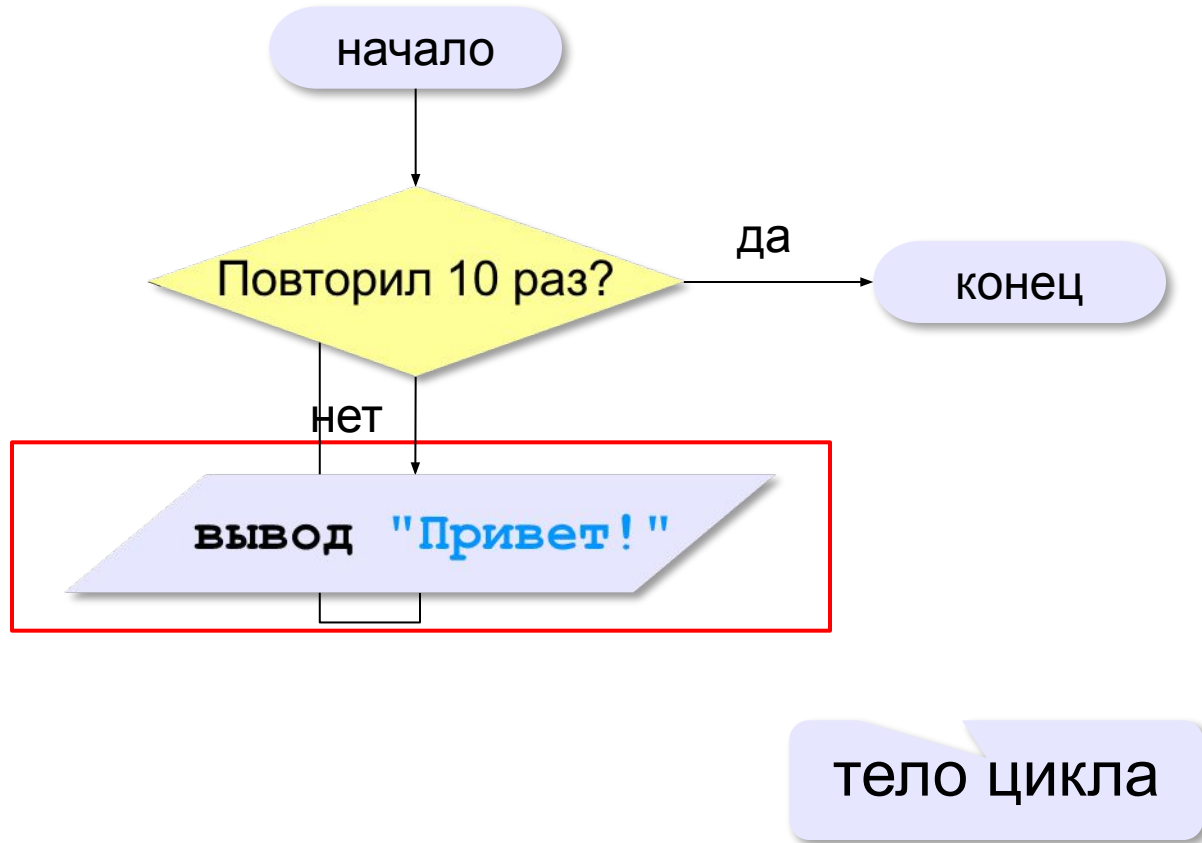 начало
Повторил 10 раз?
да
конец
нет
вывод "Привет!"
тело цикла